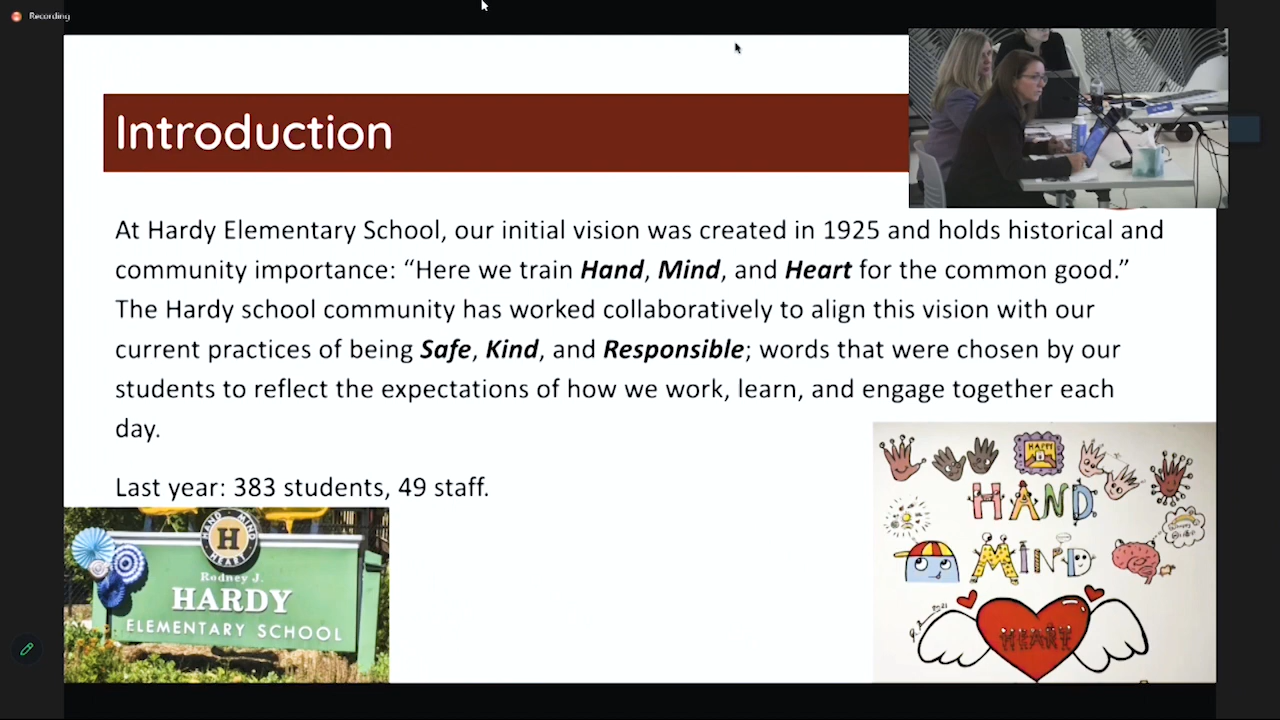 Recording
Introduction
At Hardy Elementary School, our initial vision was created in 1925 and holds historical and
community importance: “Here we train Hand, Mind, and Heart for the common good.”
The Hardy school community has worked collaboratively to align this vision with our
current practices of being Safe, Kind, and Responsible; words that were chosen by our
students to reflect the expectations of how we work, learn, and engage together each
day.
Last year: 383 students, 49 staff.
HAND · MIND
H
HEART
Rodney J.
HARDY
ELEMENTARY SCHOOL
HAPPY
HAND
MIND
HEART